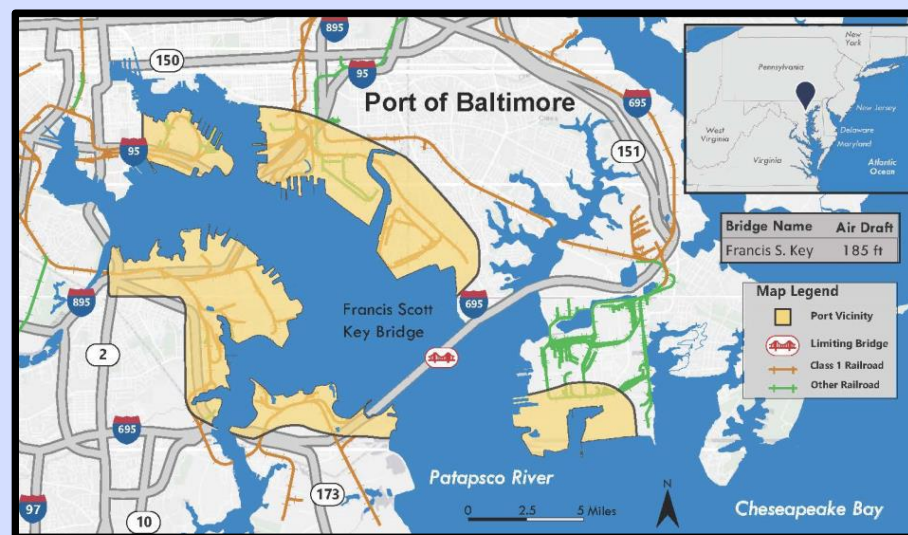 895
150
95
Port of Baltimore
695
151
95
New
York
Pennsylvania
New Jersey
West
Virginia
Delaware
Maryland
Virginia
Atlantic
Ocean
Bridge Name Air Draft
Francis S. Key 185 ft
Map Legend
Port Vicinity
Limiting Bridge
Class 1 Railroad
Other Railroad
895
2
Francis Scott
Key Bridge
695
695
97
10
173
Patapsco River
N
0 2.5 5 Miles
Cheseapeake Bay